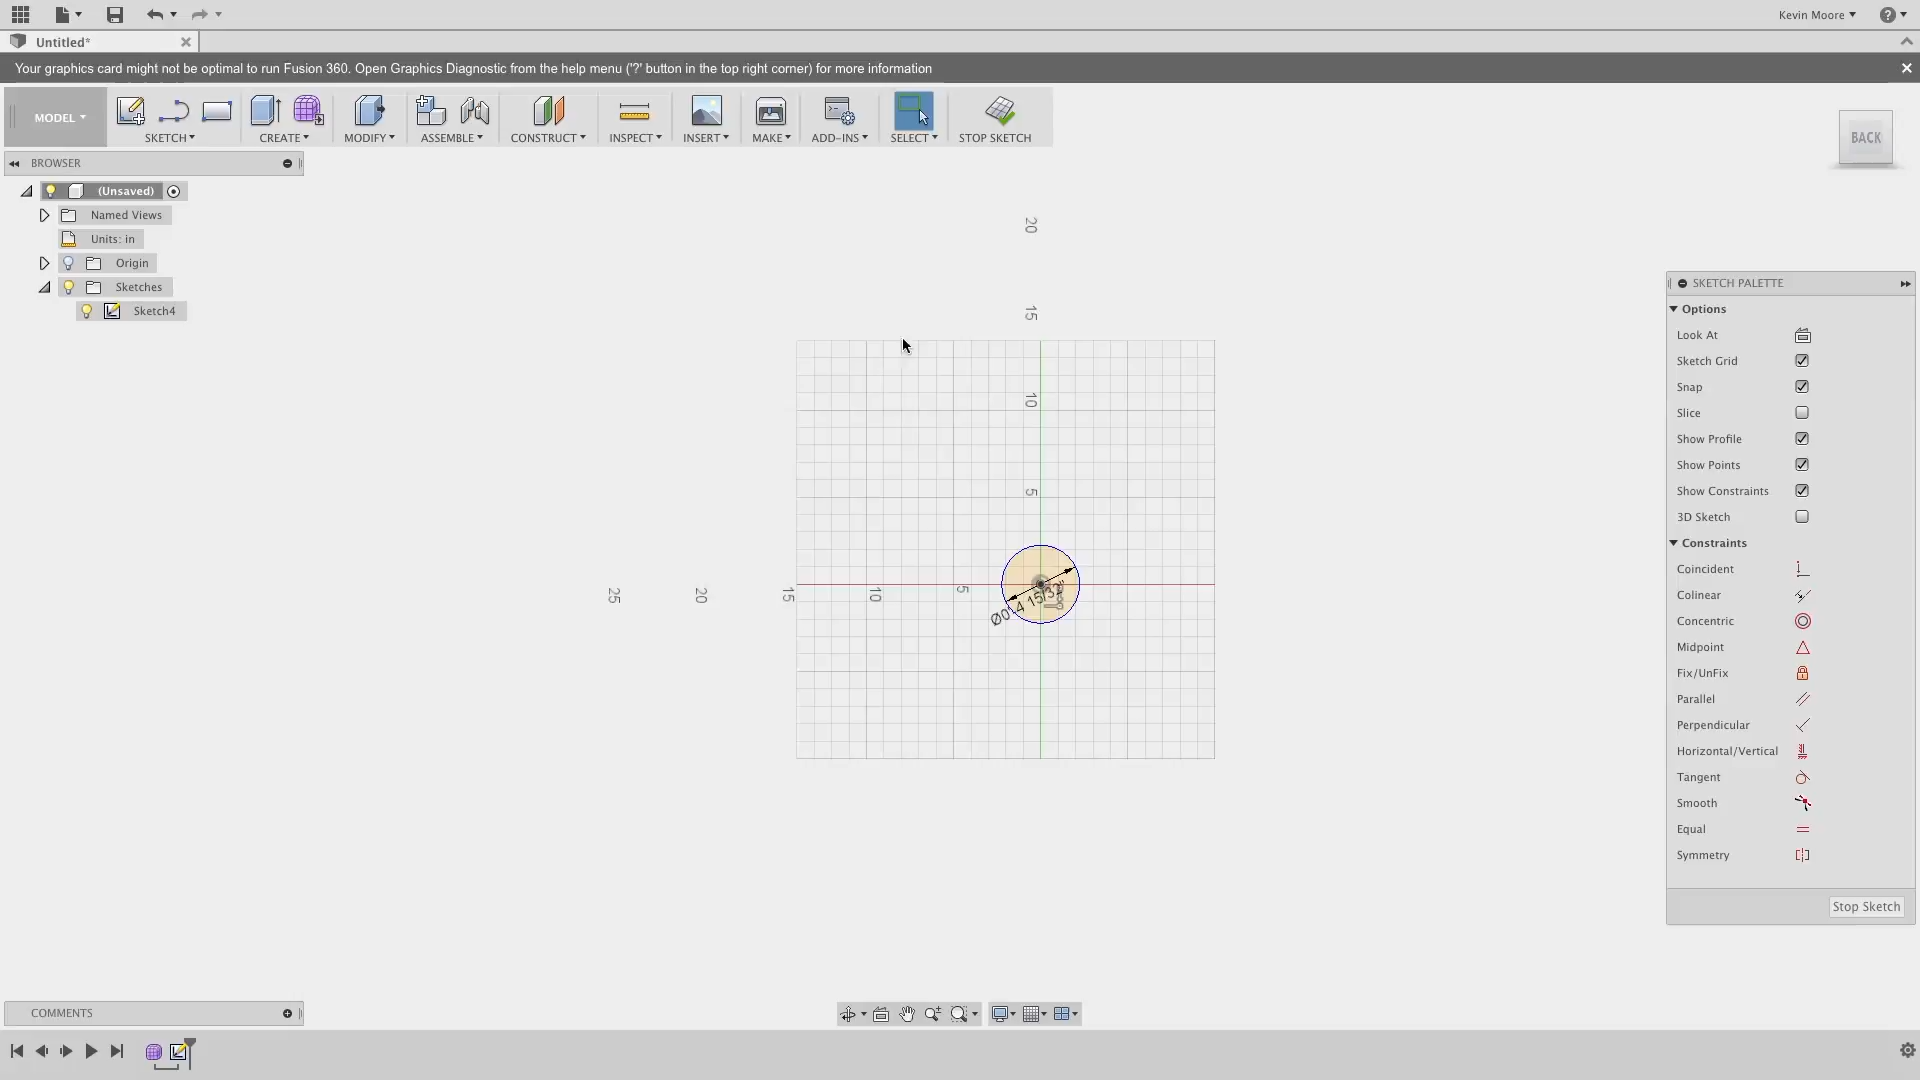 Kevin Moore
Untitled*
Your graphics card might not be optimal to run Fusion 360. Open Graphics Diagnostic from the help menu ('?' button in the top right corner) for more information
MODEL
SKETCH
CREATE
MODIFY
ASSEMBLE
CONSTRUCT
INSPECT
INSERT
MAKE
ADD-INS
SELECT
STOP SKETCH
BACK
BROWSER
(Unsaved)
Named Views
Units: in
Origin
Sketches
Sketch4
20
15
10
5
25
20
15
10
5
SKETCH PALETTE
Options
Look At
Sketch Grid
Snap
Slice
Show Profile
Show Points
Show Constraints
3D Sketch
Constraints
Coincident
Colinear
Concentric
Midpoint
Fix/UnFix
Parallel
Perpendicular
Horizontal/Vertical
Tangent
Smooth
Equal
Symmetry
Stop Sketch
COMMENTS